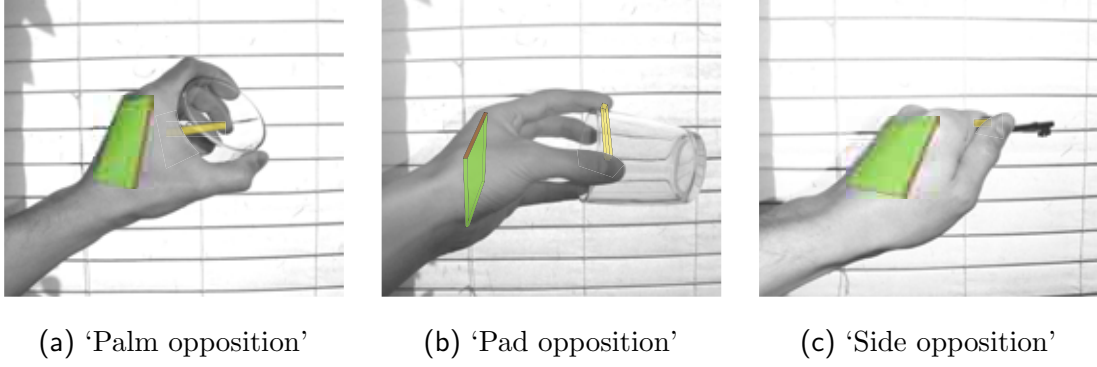 (a) ‘Palm opposition’
(b) ‘Pad opposition’
(c) ‘Side opposition’